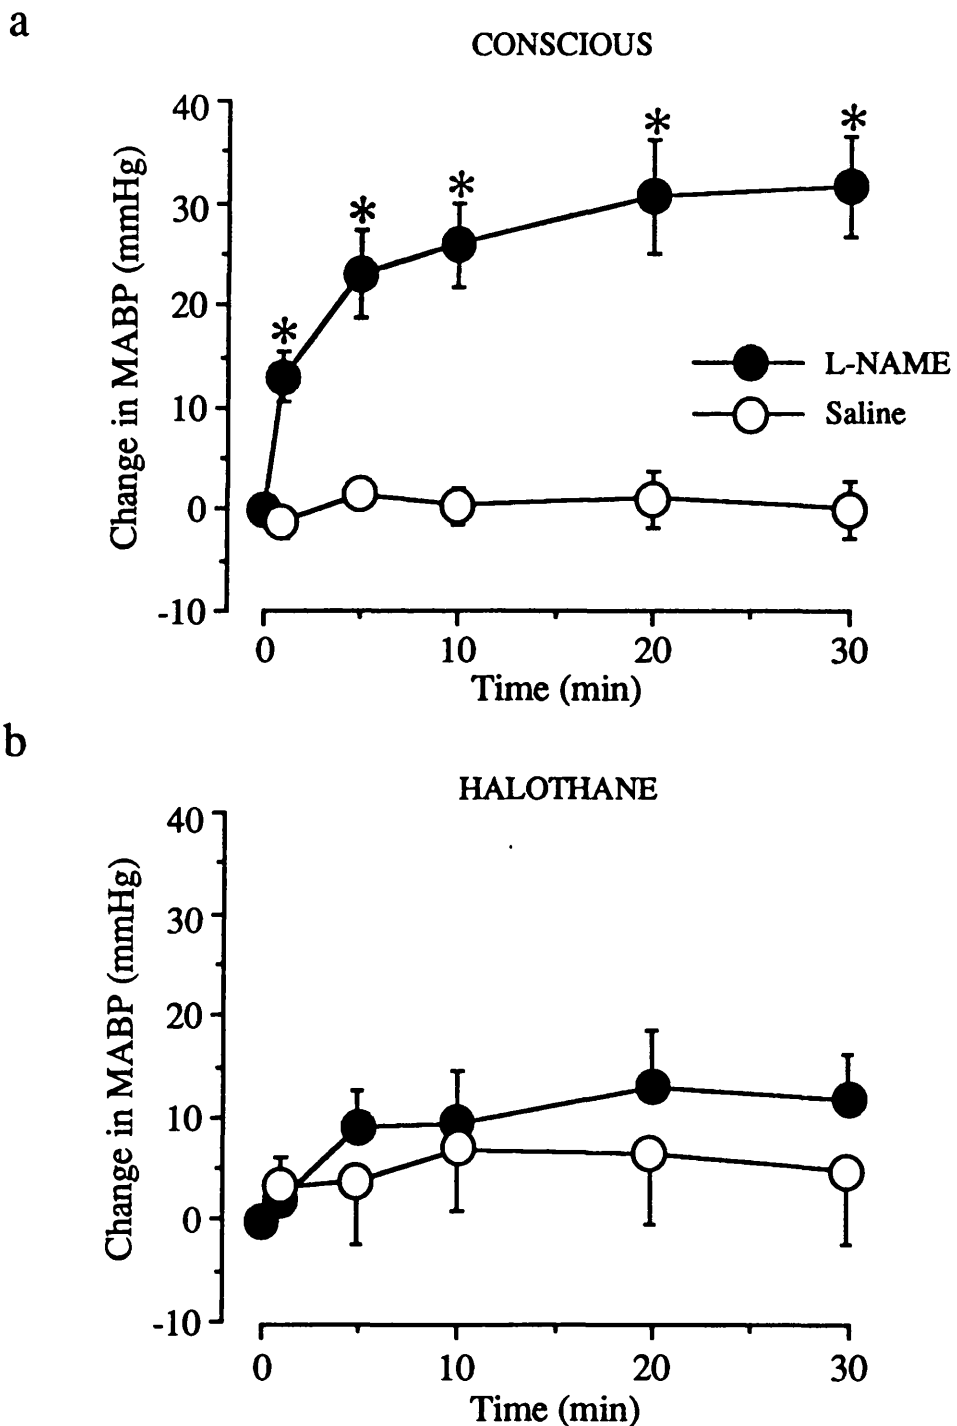 a
CONSCIOUS
40
30
20
10
0
-10
Change in MABP (mmHg)
*
*
*
*
*
L-NAME
Saline
0 10 20 30
Time (min)
b
HALOTHANE
40
30
20
10
0
-10
Change in MABP (mmHg)
0 10 20 30
Time (min)